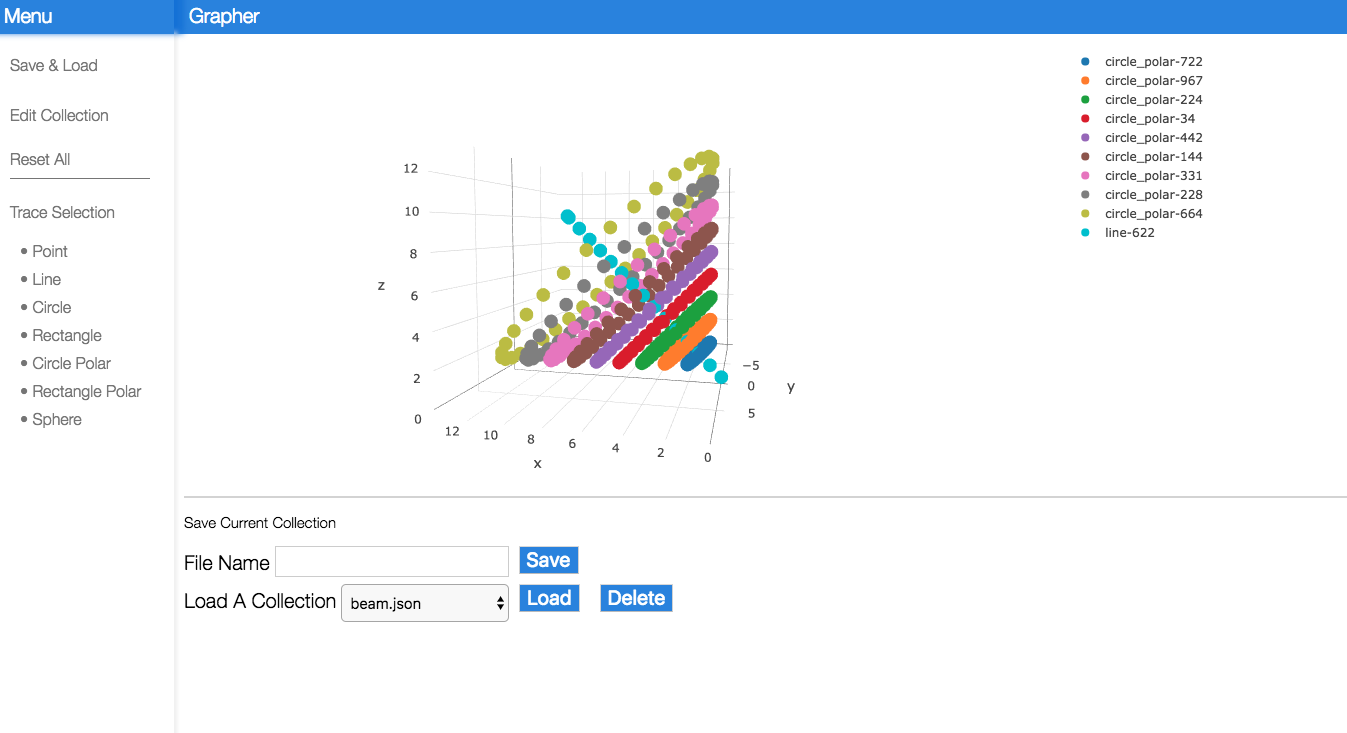 Menu
Grapher
Save & Load
Edit Collection
Reset All
Trace Selection
Point
Line
Circle
Rectangle
Circle Polar
Rectangle Polar
Sphere
circle_polar-722
circle_polar-967
circle_polar-224
circle_polar-34
circle_polar-442
circle_polar-144
circle_polar-331
circle_polar-228
circle_polar-664
line-622
12
10
8
z
6
4
2
0
12
10
8
6
4
2
0
x
−5
0
5
y
Save Current Collection
File Name
Save
Load A Collection
beam.json
Load
Delete